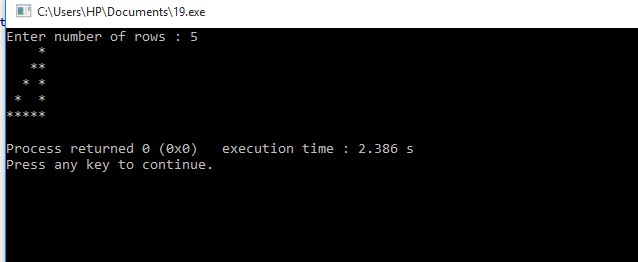 C:\Users\HP\Documents\19.exe
Enter number of rows : 5
    *
   **
  * *
 *  *
*****
Process returned 0 (0x0)   execution time : 2.386 s
Press any key to continue.